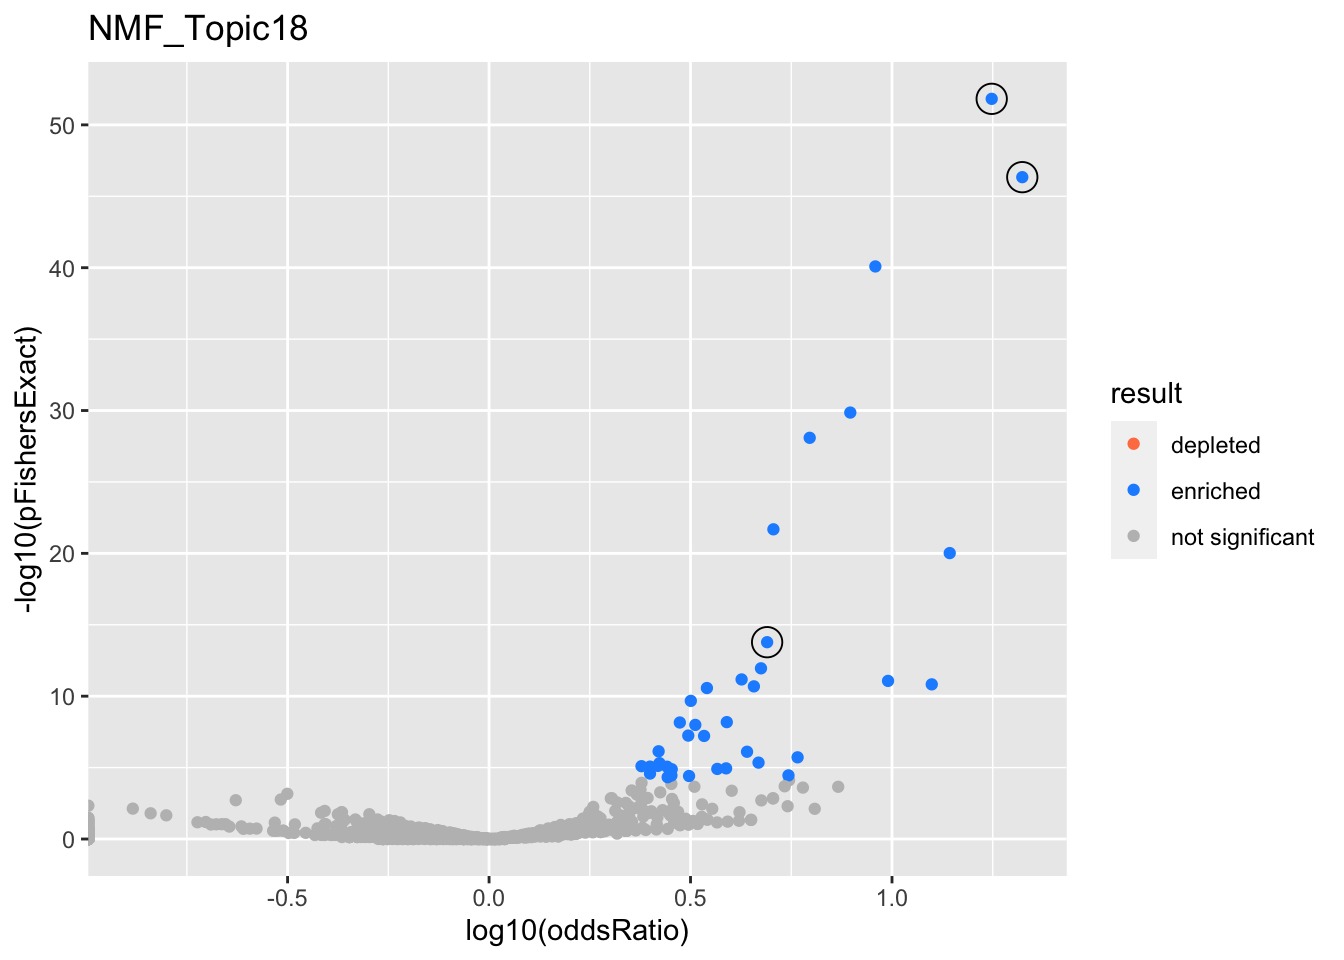 NMF_Topic18
50
40
30
20
10
0
-log10(pFishersExact)
-0.5
0.0
0.5
1.0
log10(oddsRatio)
result
depleted
enriched
not significant